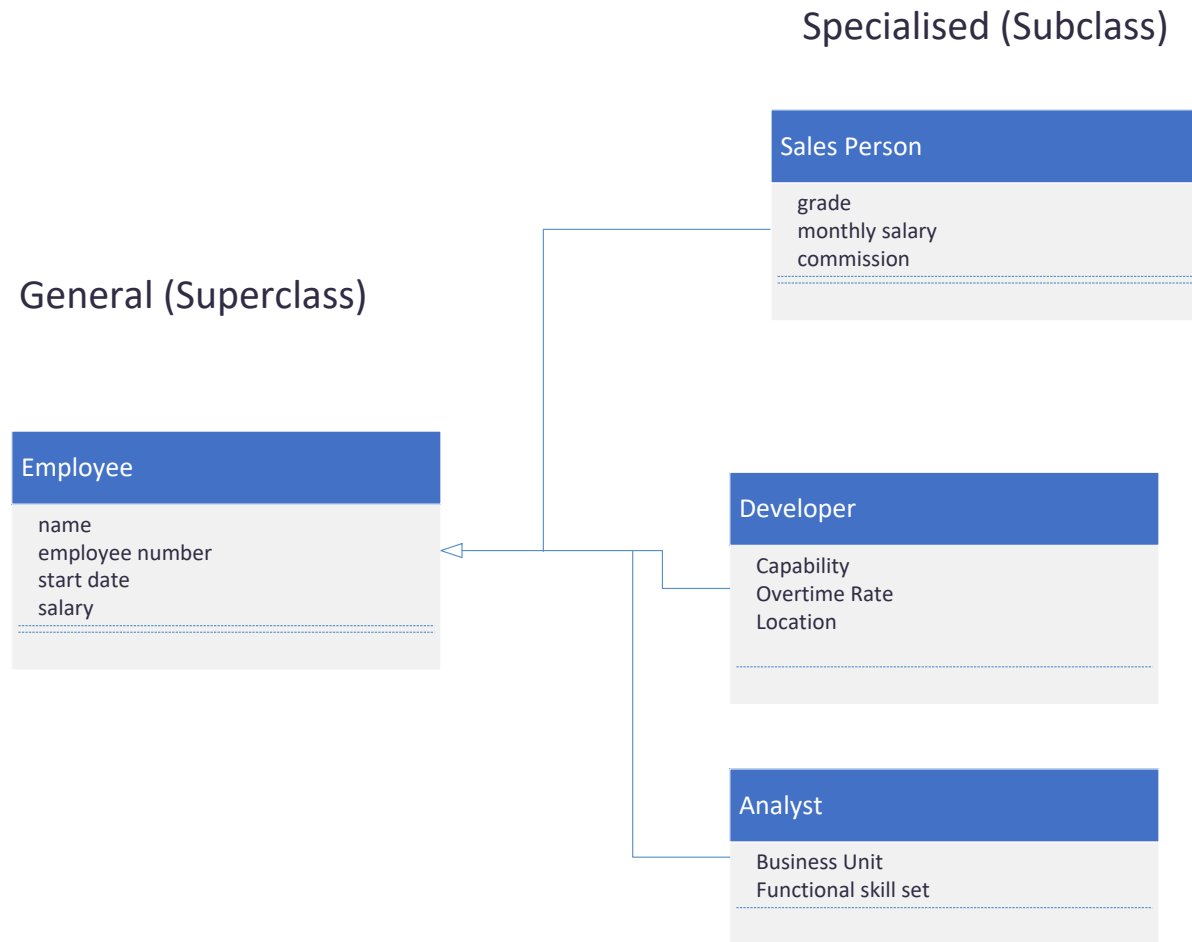 Specialised (Subclass)
Sales Person
grade
monthly salary
commission
General (Superclass)
Employee
name
employee number
start date
salary
Developer
Capability
Overtime Rate
Location
Analyst
Business Unit
Functional skill set